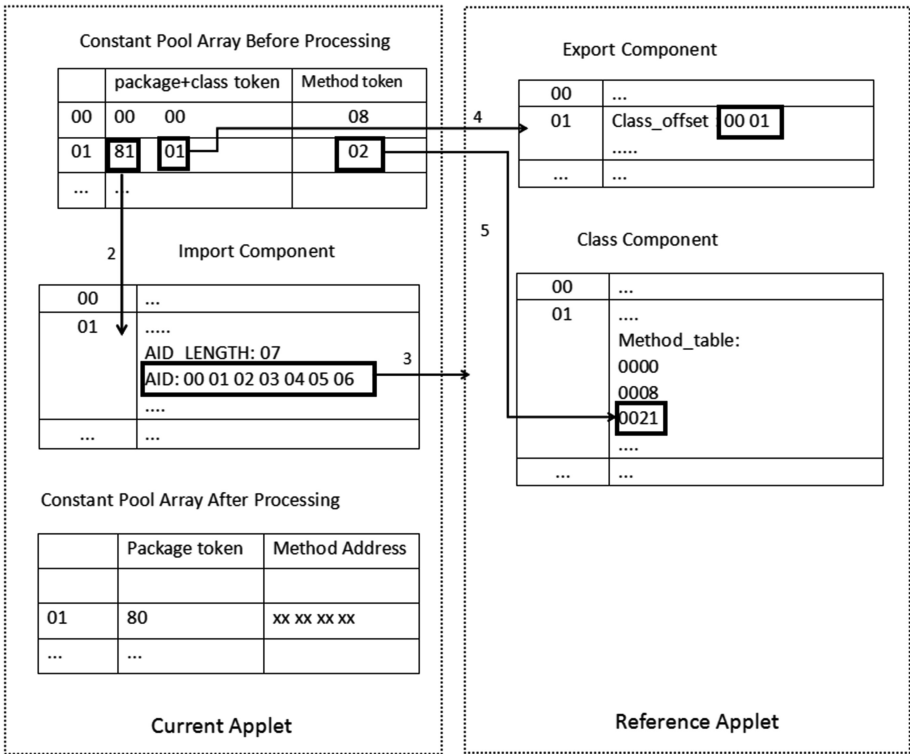 Constant Pool Array Before Processing
package+class token Method token
00 00 00 08
01 81 01 02
... ...
2
Import Component
00 ...
01 .....
AID_LENGTH: 07
AID: 00 01 02 03 04 05 06
....
... ...
3
Constant Pool Array After Processing
Package token Method Address
01 80 xx xx xx xx
... ...
Current Applet
4
5
Export Component
00 ...
01 Class_offset 00 01
.....
... ...
Class Component
00 ...
01 ....
Method_table:
0000
0008
0021
....
... ...
Reference Applet